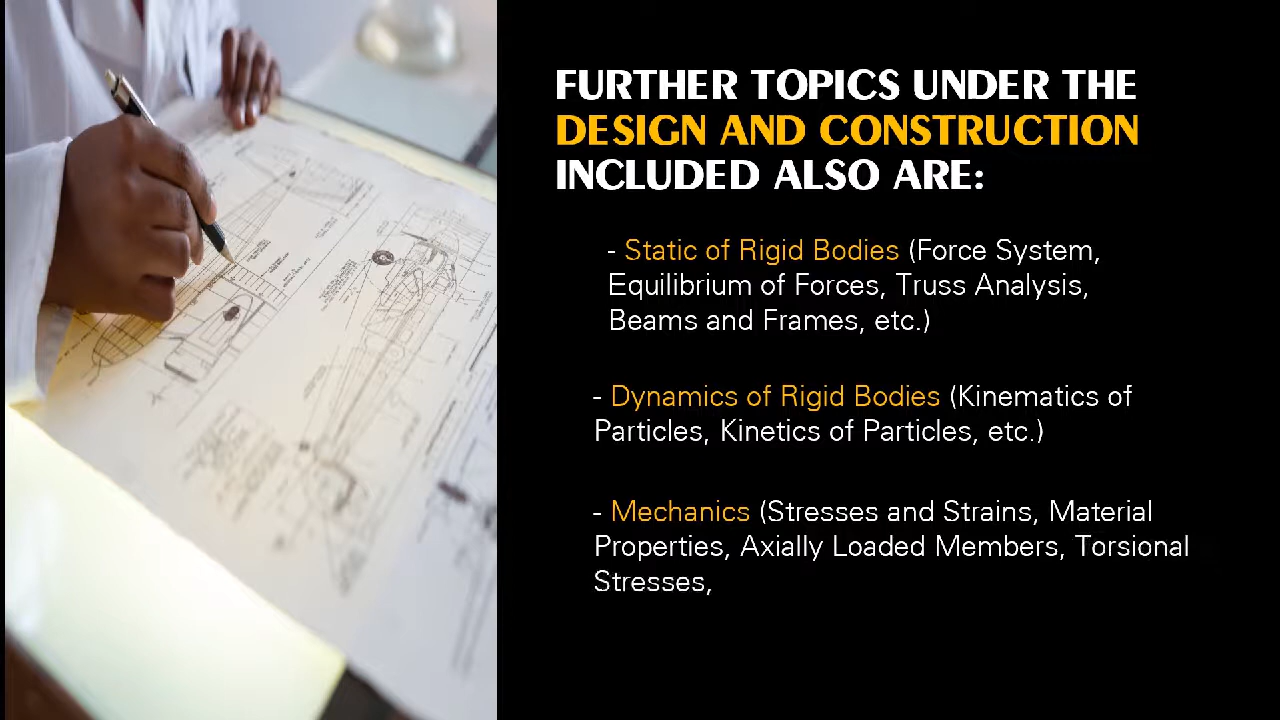 FURTHER TOPICS UNDER THE
DESIGN AND CONSTRUCTION
INCLUDED ALSO ARE:
- Static of Rigid Bodies (Force System,
Equilibrium of Forces, Truss Analysis,
Beams and Frames, etc.)
- Dynamics of Rigid Bodies (Kinematics of
Particles, Kinetics of Particles, etc.)
- Mechanics (Stresses and Strains, Material
Properties, Axially Loaded Members, Torsional
Stresses,